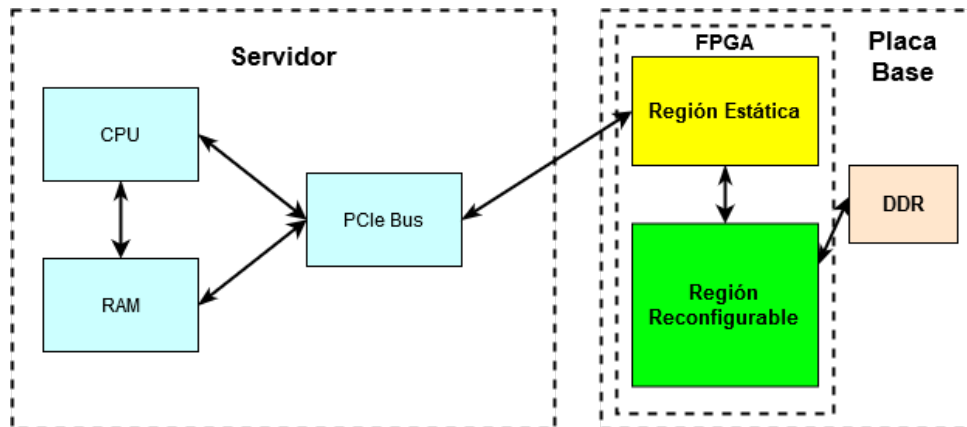 Servidor
CPU
RAM
PCIe Bus
FPGA
Región Estática
Región
Reconfigurable
Placa
Base
DDR